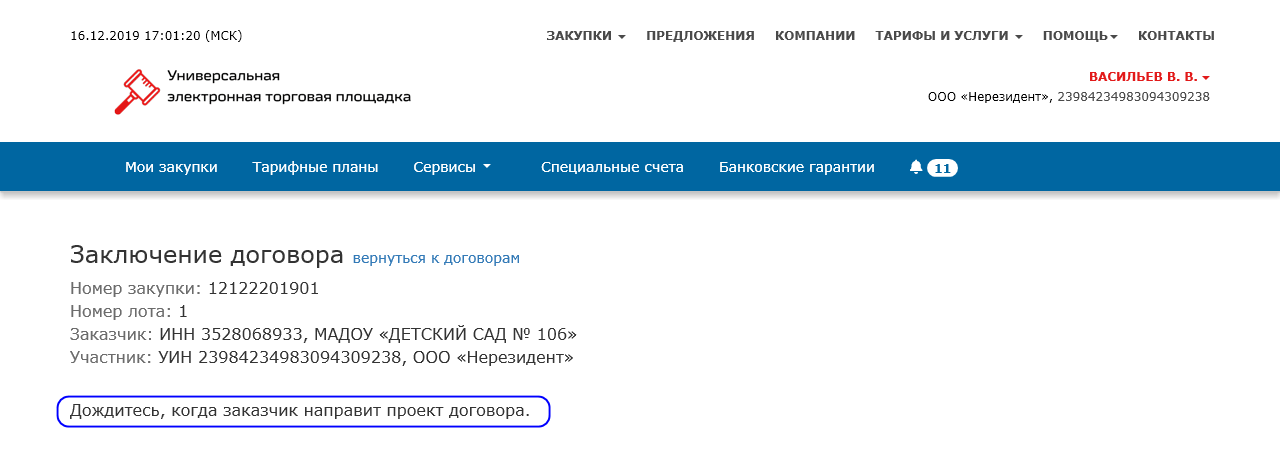 16.12.2019 17:01:20 (МСК)
ЗАКУПКИ ПРЕДЛОЖЕНИЯ КОМПАНИИ ТАРИФЫ И УСЛУГИ ПОМОЩЬ КОНТАКТЫ
Универсальная
электронная торговая площадка
ВАСИЛЬЕВ В. В.
ООО «Нерезидент», 23984234983094309238
Мои закупки Тарифные планы Сервисы Специальные счета Банковские гарантии 11
Заключение договора вернуться к договорам
Номер закупки: 12122201901
Номер лота: 1
Заказчик: ИНН 3528068933, МАДОУ «ДЕТСКИЙ САД № 106»
Участник: УИН 23984234983094309238, ООО «Нерезидент»
Дождитесь, когда заказчик направит проект договора.